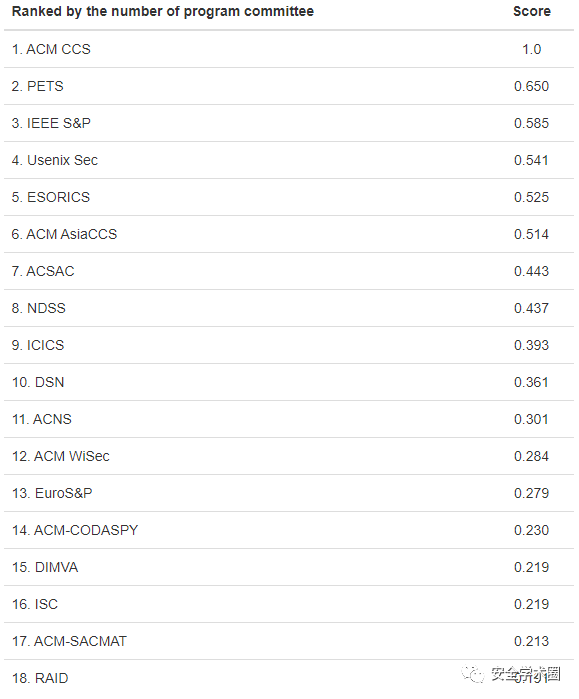 Ranked by the number of program committee Score
1. ACM CCS 1.0
2. PETS 0.650
3. IEEE S&P 0.585
4. Usenix Sec 0.541
5. ESORICS 0.525
6. ACM AsiaCCS 0.514
7. ACSAC 0.443
8. NDSS 0.437
9. ICICS 0.393
10. DSN 0.361
11. ACNS 0.301
12. ACM WiSec 0.284
13. EuroS&P 0.279
14. ACM-CODASPY 0.230
15. DIMVA 0.219
16. ISC 0.219
17. ACM-SACMAT 0.213
18. RAID
安全学术圈